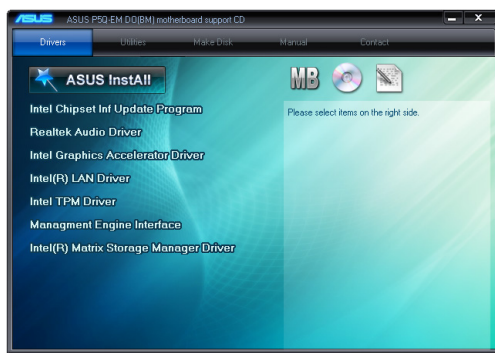 ASUS ASUS P5Q-EM DO(BM) motherboard support CD
Drivers Utilities Make Disk Manual Contact
ASUS InstAll
MB
Intel Chipset Inf Update Program
Please select items on the right side.
Realtek Audio Driver
Intel Graphics Accelerator Driver
Intel(R) LAN Driver
Intel TPM Driver
Managment Engine Interface
Intel(R) Matrix Storage Manager Driver